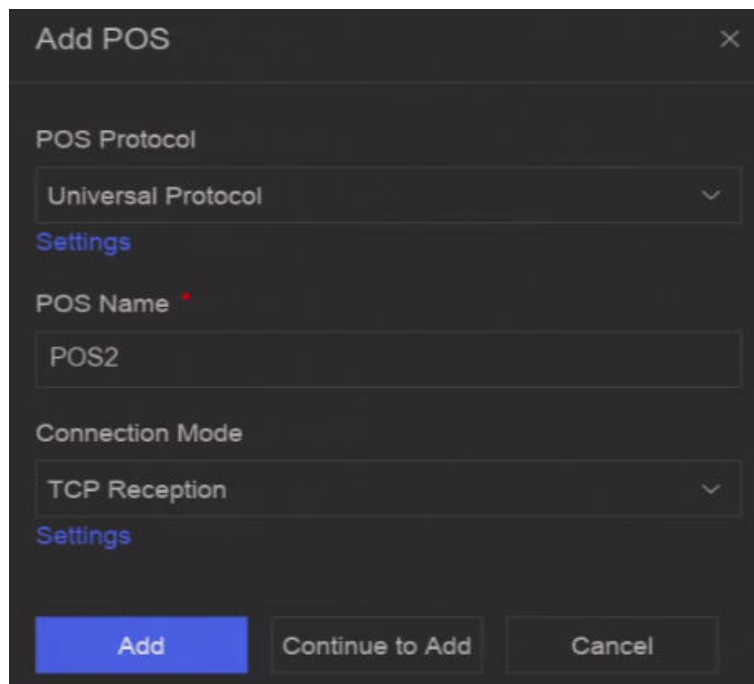 Add POS
POS Protocol
Universal Protocol
Settings
POS Name *
POS2
Connection Mode
TCP Reception
Settings
Add Continue to Add Cancel